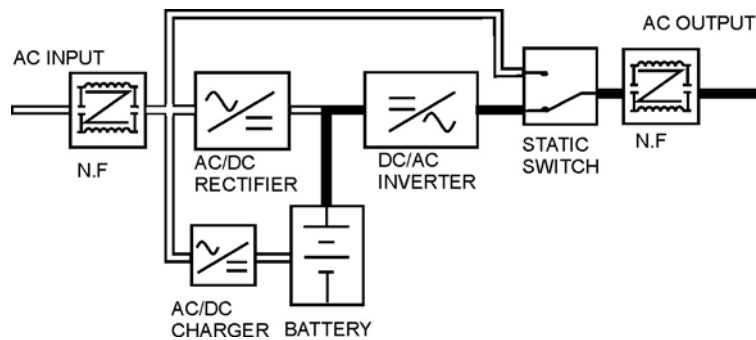 AC INPUT
AC OUTPUT
N.F
AC/DC
RECTIFIER
DC/AC
INVERTER
STATIC
SWITCH
N.F
AC/DC
CHARGER
BATTERY